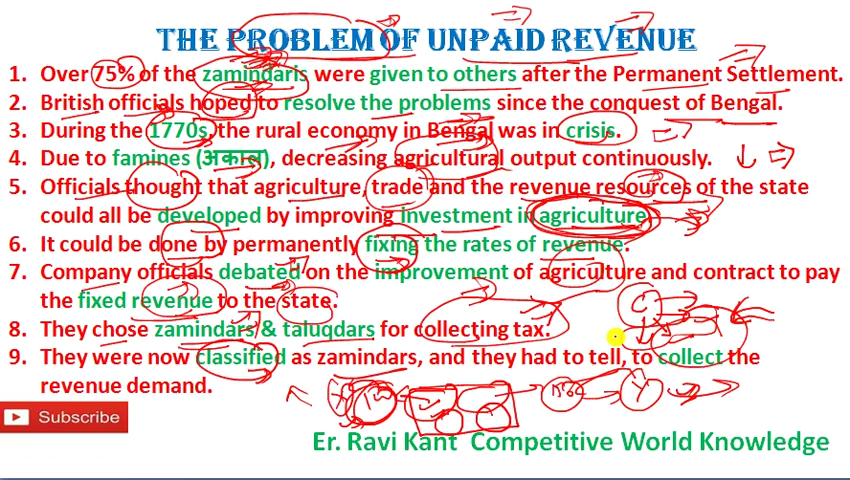 THE PROBLEM OF UNPAID REVENUE
1. Over 75% of the zamindaris were given to others after the Permanent Settlement.
2. British officials hoped to resolve the problems since the conquest of Bengal.
3. During the 1770s, the rural economy in Bengal was in crisis.
4. Due to famines (अकाल), decreasing agricultural output continuously.
5. Officials thought that agriculture, trade and the revenue resources of the state
could all be developed by improving investment in agriculture.
6. It could be done by permanently fixing the rates of revenue.
7. Company officials debated on the improvement of agriculture and contract to pay
the fixed revenue to the state.
8. They chose zamindars & taluqdars for collecting tax.
9. They were now classified as zamindars, and they had to tell, to collect the
revenue demand.
Subscribe
Er. Ravi Kant Competitive World Knowledge